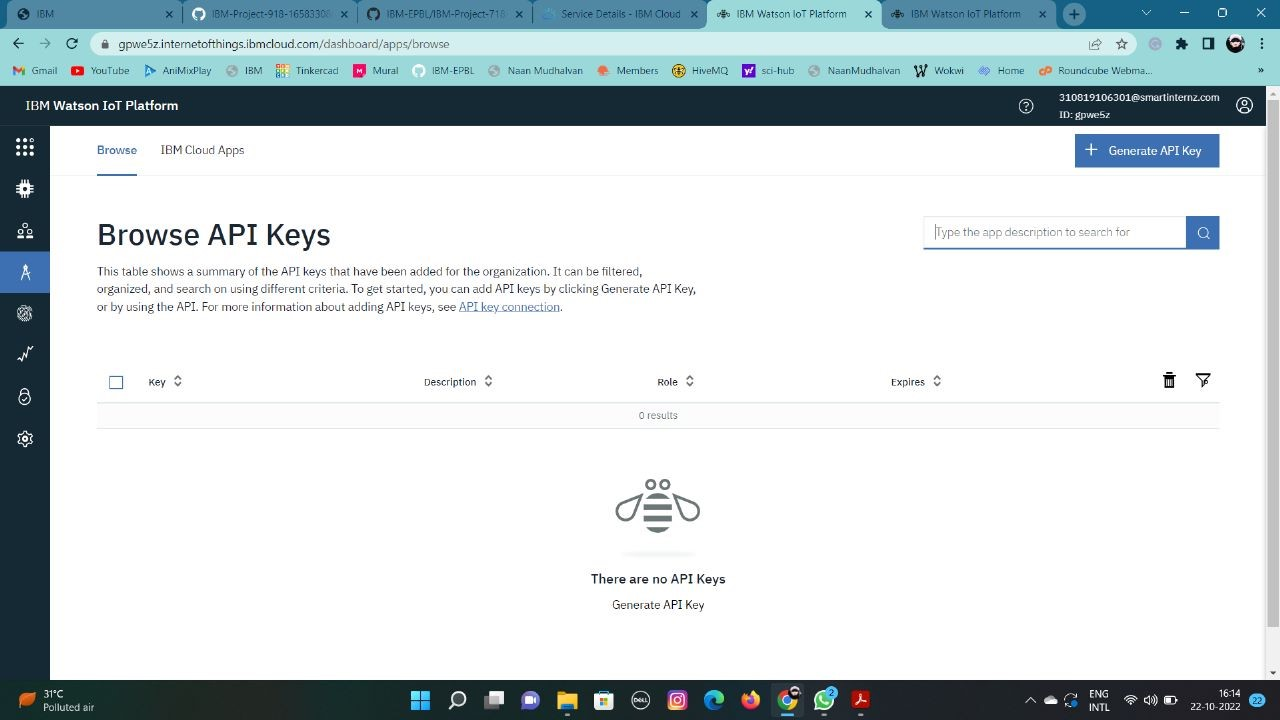 IBM
IBM-Project-918-16583308
IBM-EPBL/IBM-Project-718
Service Details - IBM Cloud
IBM Watson IoT Platform
IBM Watson IoT Platform
gpwe5z.internetofthings.ibmcloud.com/dashboard/apps/browse
Gmail
YouTube
AniMixPlay
IBM
Tinkercad
Mural
IBM-EPBL
Naan Mudhalvan
Members
HiveMQ
sci-hub
NaanMudhalvan
Wokwi
Home
Roundcube Webma...
»
IBM Watson IoT Platform
310819106301@smartinternz.com
ID: gpwe5z
Browse
IBM Cloud Apps
Generate API Key
Browse API Keys
Type the app description to search for
This table shows a summary of the API keys that have been added for the organization. It can be filtered,
organized, and search on using different criteria. To get started, you can add API keys by clicking Generate API Key,
or by using the API. For more information about adding API keys, see API key connection.
Key
Description
Role
Expires
0 results
There are no API Keys
Generate API Key
31°C
Polluted air
DELL
2
ENG
INTL
16:14
22-10-2022
22